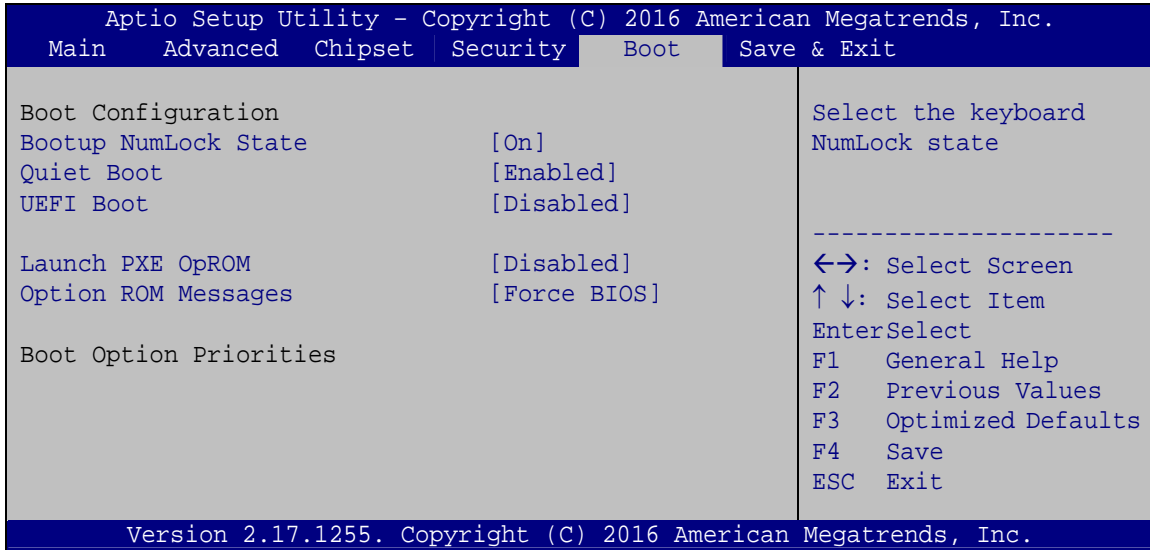 Aptio Setup Utility – Copyright (C) 2016 American Megatrends, Inc.
Main Advanced Chipset Security Boot Save & Exit
Boot Configuration
Bootup NumLock State [On]
Quiet Boot [Enabled]
UEFI Boot [Disabled]
Launch PXE OpROM [Disabled]
Option ROM Messages [Force BIOS]
Boot Option Priorities
Select the keyboard
NumLock state
---------------------
←→: Select Screen
↑ ↓: Select Item
EnterSelect
F1 General Help
F2 Previous Values
F3 Optimized Defaults
F4 Save
ESC Exit
Version 2.17.1255. Copyright (C) 2016 American Megatrends, Inc.